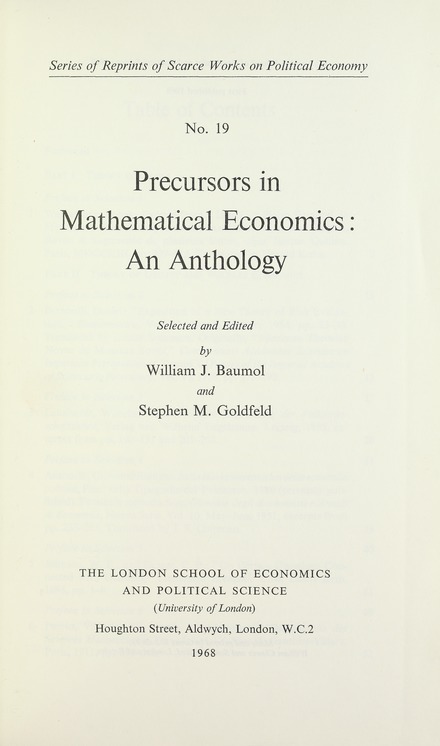 Series of Reprints of Scarce Works on Political Economy
No. 19
Precursors in
Mathematical Economics:
An Anthology
Selected and Edited
by
William J. Baumol
and
Stephen M. Goldfeld
THE LONDON SCHOOL OF ECONOMICS
AND POLITICAL SCIENCE
(University of London)
Houghton Street, Aldwych, London, W.C.2
1968